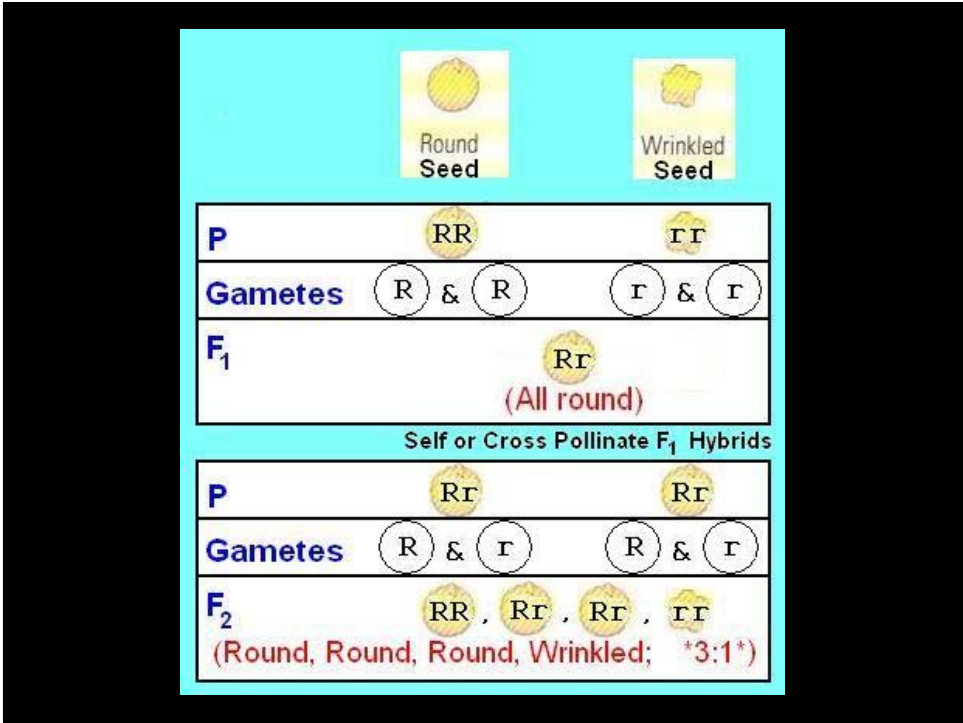 Round
Seed
Wrinkled
Seed
P RR rr
Gametes R & R r & r
F1 Rr
(All round)
Self or Cross Pollinate F1 Hybrids
P Rr Rr
Gametes R & r R & r
F2 RR , Rr , Rr , rr
(Round, Round, Round, Wrinkled; *3:1*)